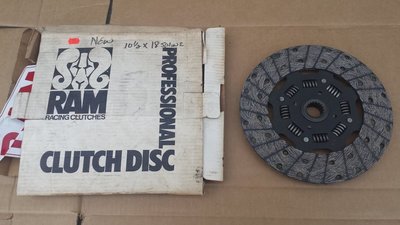 New
10½ x 18 SPLINE
RAM
RACING CLUTCHES
PROFESSIONAL
CLUTCH DISC